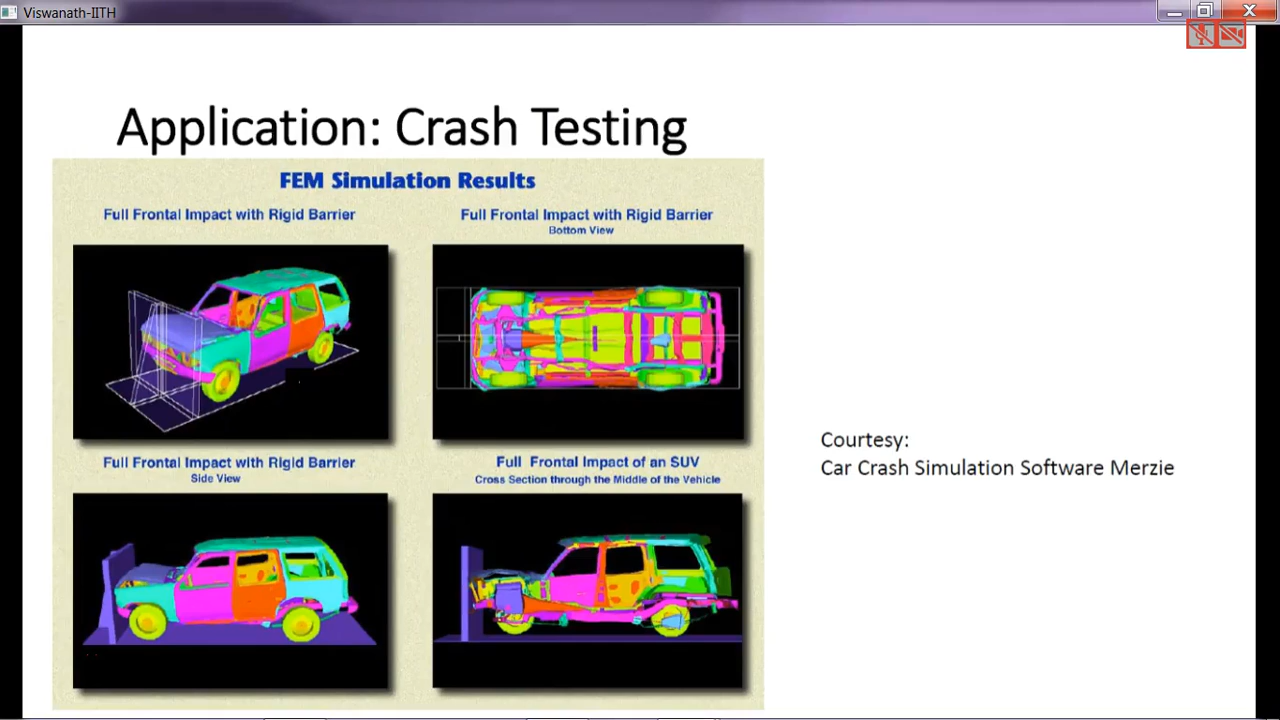 Viswanath-IITH
Application: Crash Testing
FEM Simulation Results
Full Frontal Impact with Rigid Barrier
Full Frontal Impact with Rigid Barrier
Bottom View
Full Frontal Impact with Rigid Barrier
Side View
Full Frontal Impact of an SUV
Cross Section through the Middle of the Vehicle
Courtesy:
Car Crash Simulation Software Merzie